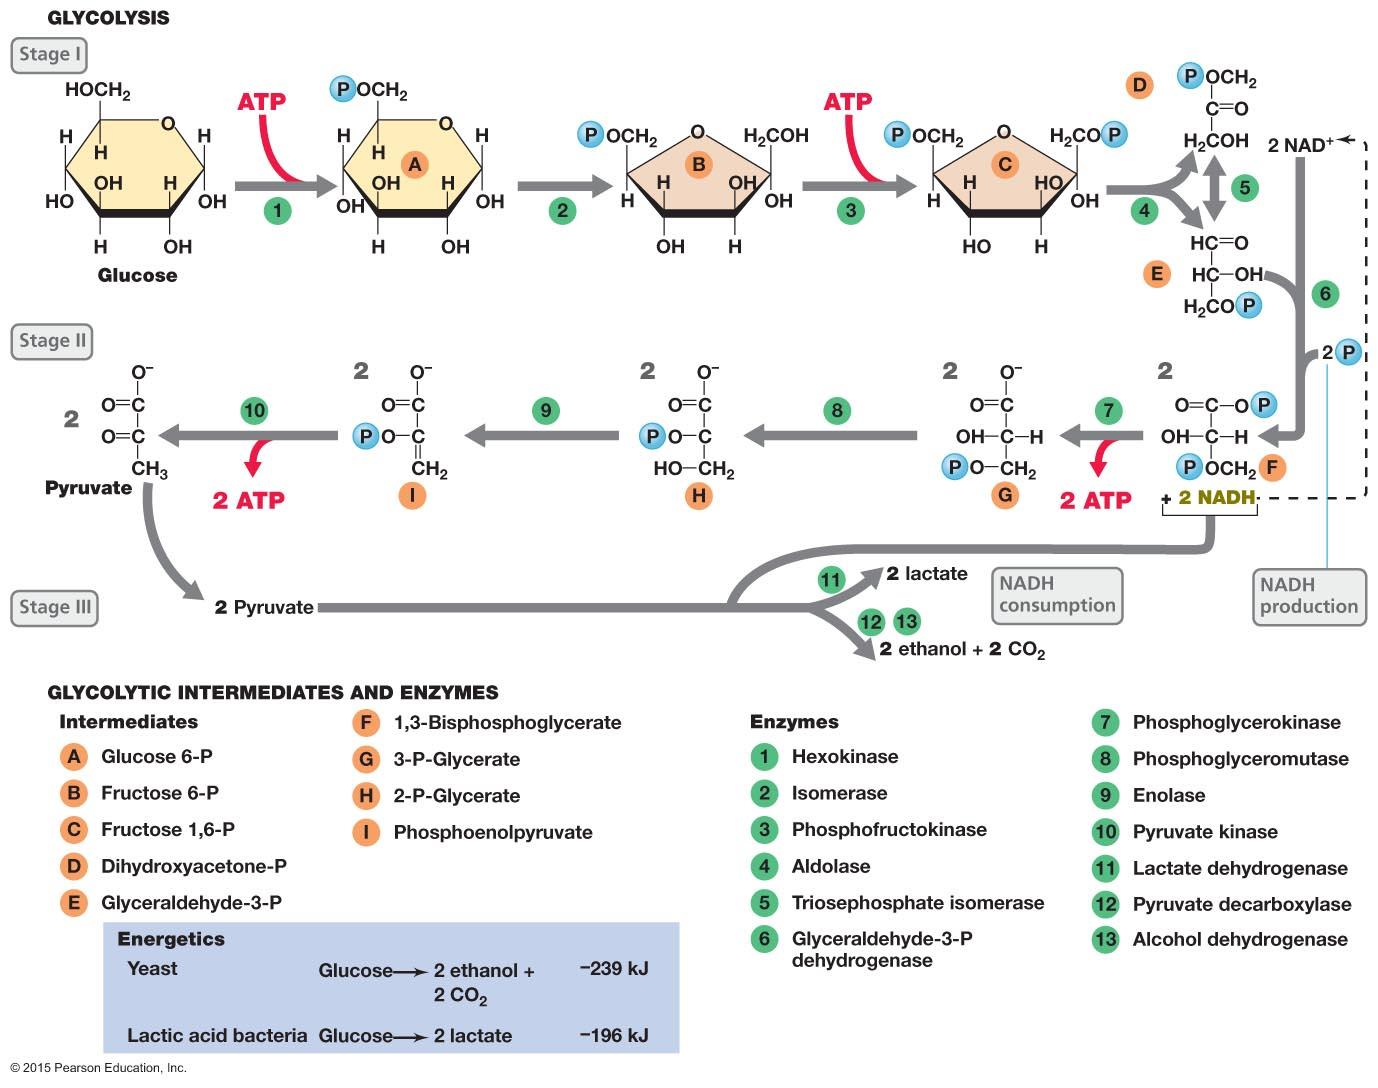 GLYCOLYSIS
Stage I
HOCH₂
O
H
H
H
OH
H
HO
OH
H
OH
Glucose
ATP
1
P OCH₂
O
H
H
H
A
OH
H
OH
OH
H
OH
2
P OCH₂
O
H₂COH
B
H
OH
H
OH
OH
H
ATP
3
P OCH₂
O
H₂CO P
C
H
HO
H
OH
HO
H
4
D
P OCH₂
C=O
H₂COH
5
E
HC=O
HC–OH
H₂CO P
2 NAD⁺
6
2 P
Stage II
2
O⁻
O=C
O=C
CH₃
Pyruvate
10
2 ATP
2
O⁻
O=C
P O–C
CH₂
I
9
2
O⁻
O=C
P O–C
HO–CH₂
H
8
2
O⁻
O=C
OH–C–H
P O–CH₂
G
7
2 ATP
2
O=C–O P
OH–C–H
P OCH₂ F
+ 2 NADH
Stage III
2 Pyruvate
11
2 lactate
12 13
2 ethanol + 2 CO₂
NADH
consumption
NADH
production
GLYCOLYTIC INTERMEDIATES AND ENZYMES
Intermediates
A Glucose 6-P
B Fructose 6-P
C Fructose 1,6-P
D Dihydroxyacetone-P
E Glyceraldehyde-3-P
F 1,3-Bisphosphoglycerate
G 3-P-Glycerate
H 2-P-Glycerate
I Phosphoenolpyruvate
Enzymes
1 Hexokinase
2 Isomerase
3 Phosphofructokinase
4 Aldolase
5 Triosephosphate isomerase
6 Glyceraldehyde-3-P
dehydrogenase
7 Phosphoglycerokinase
8 Phosphoglyceromutase
9 Enolase
10 Pyruvate kinase
11 Lactate dehydrogenase
12 Pyruvate decarboxylase
13 Alcohol dehydrogenase
Energetics
Yeast Glucose → 2 ethanol + −239 kJ
2 CO₂
Lactic acid bacteria Glucose → 2 lactate −196 kJ
© 2015 Pearson Education, Inc.